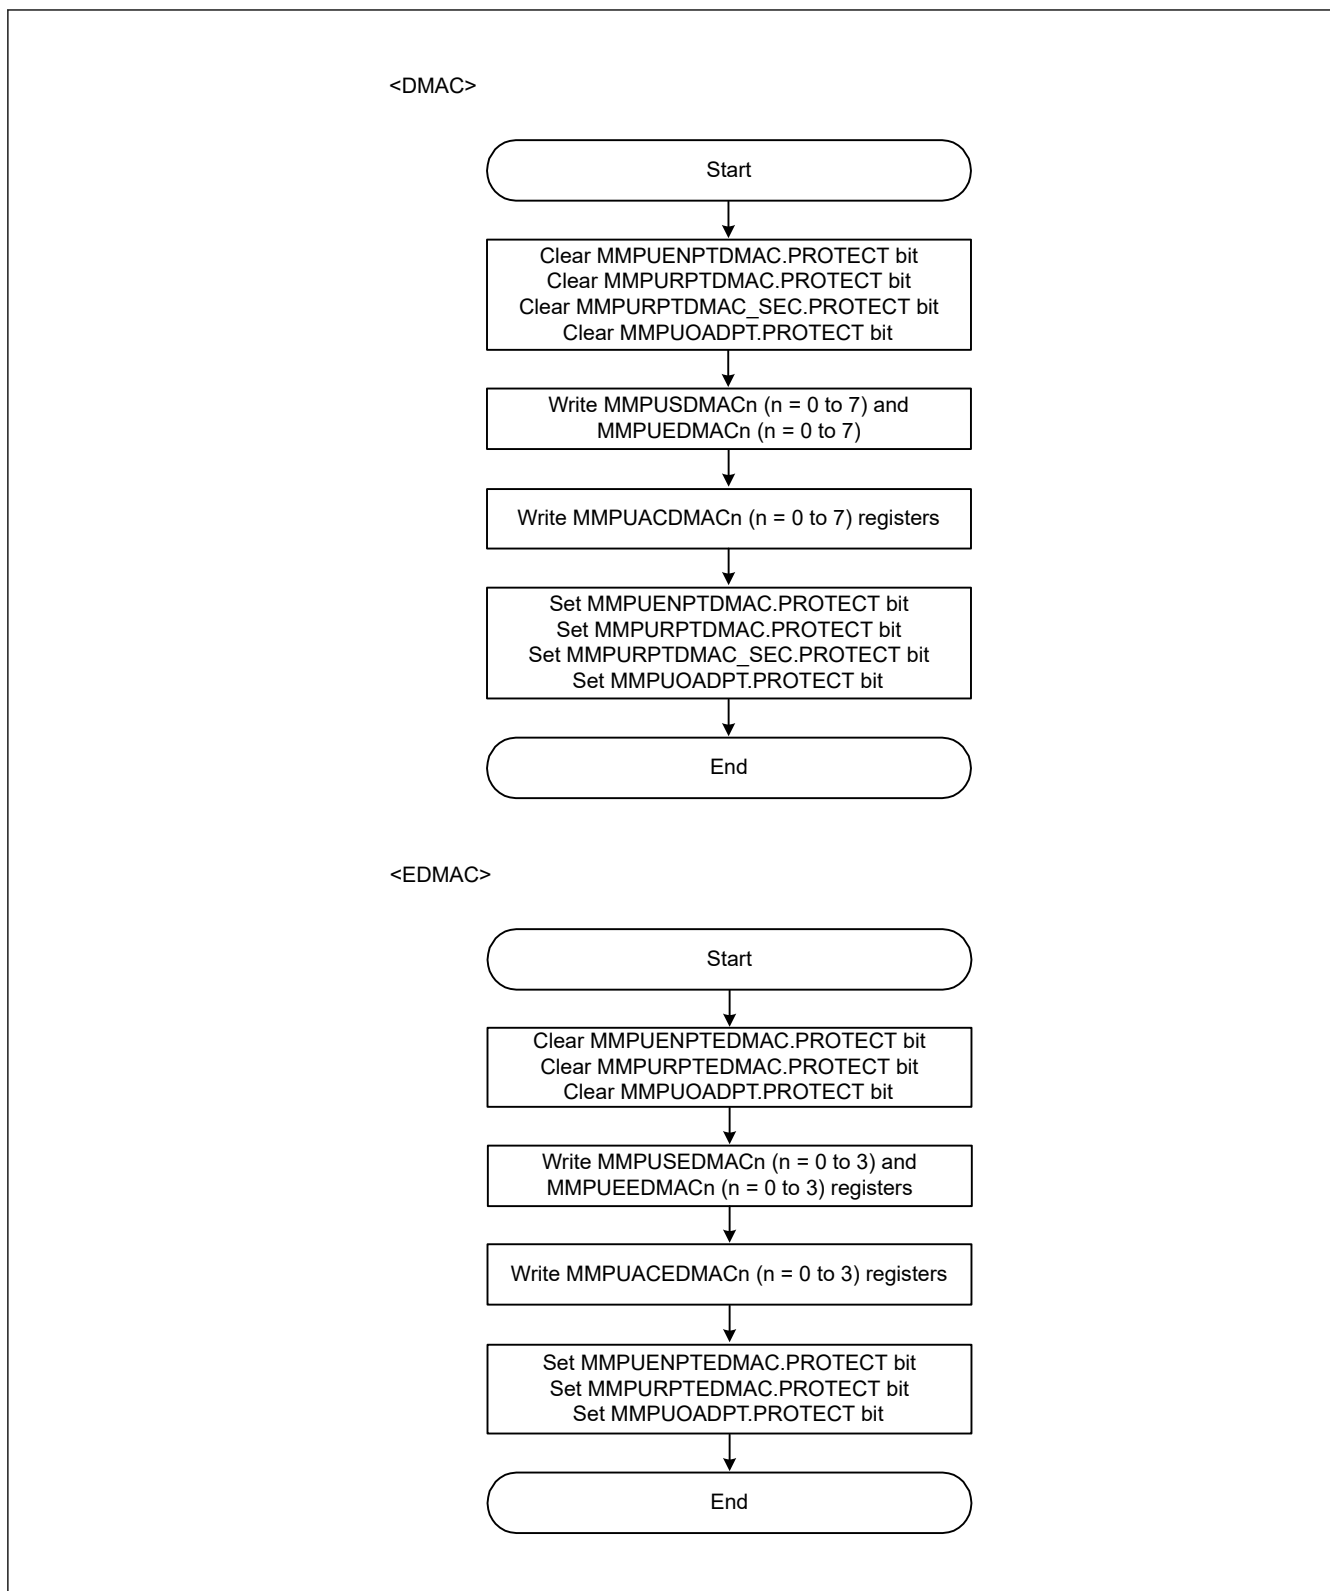 <DMAC>
Start
Clear MMPUENPTDMAC.PROTECT bit
Clear MMPURPTDMAC.PROTECT bit
Clear MMPURPTDMAC_SEC.PROTECT bit
Clear MMPUOADPT.PROTECT bit
Write MMPUSDMACn (n = 0 to 7) and
MMPUEDMACn (n = 0 to 7)
Write MMPUACDMACn (n = 0 to 7) registers
Set MMPUENPTDMAC.PROTECT bit
Set MMPURPTDMAC.PROTECT bit
Set MMPURPTDMAC_SEC.PROTECT bit
Set MMPUOADPT.PROTECT bit
End
<EDMAC>
Start
Clear MMPUENPTEDMAC.PROTECT bit
Clear MMPURPTEDMAC.PROTECT bit
Clear MMPUOADPT.PROTECT bit
Write MMPUSEDMACn (n = 0 to 3) and
MMPUEEDMACn (n = 0 to 3) registers
Write MMPUACEDMACn (n = 0 to 3) registers
Set MMPUENPTEDMAC.PROTECT bit
Set MMPURPTEDMAC.PROTECT bit
Set MMPUOADPT.PROTECT bit
End